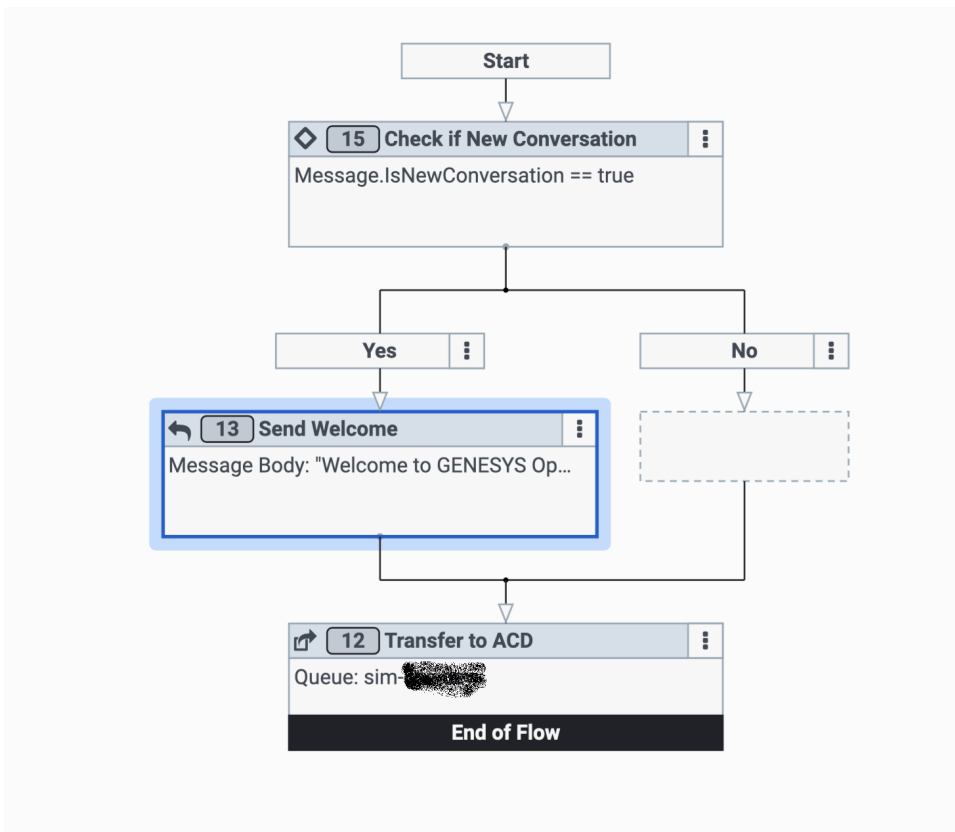 Start
15 Check if New Conversation
Message.IsNewConversation == true
Yes
No
13 Send Welcome
Message Body: "Welcome to GENESYS Op...
12 Transfer to ACD
Queue: sim-
End of Flow